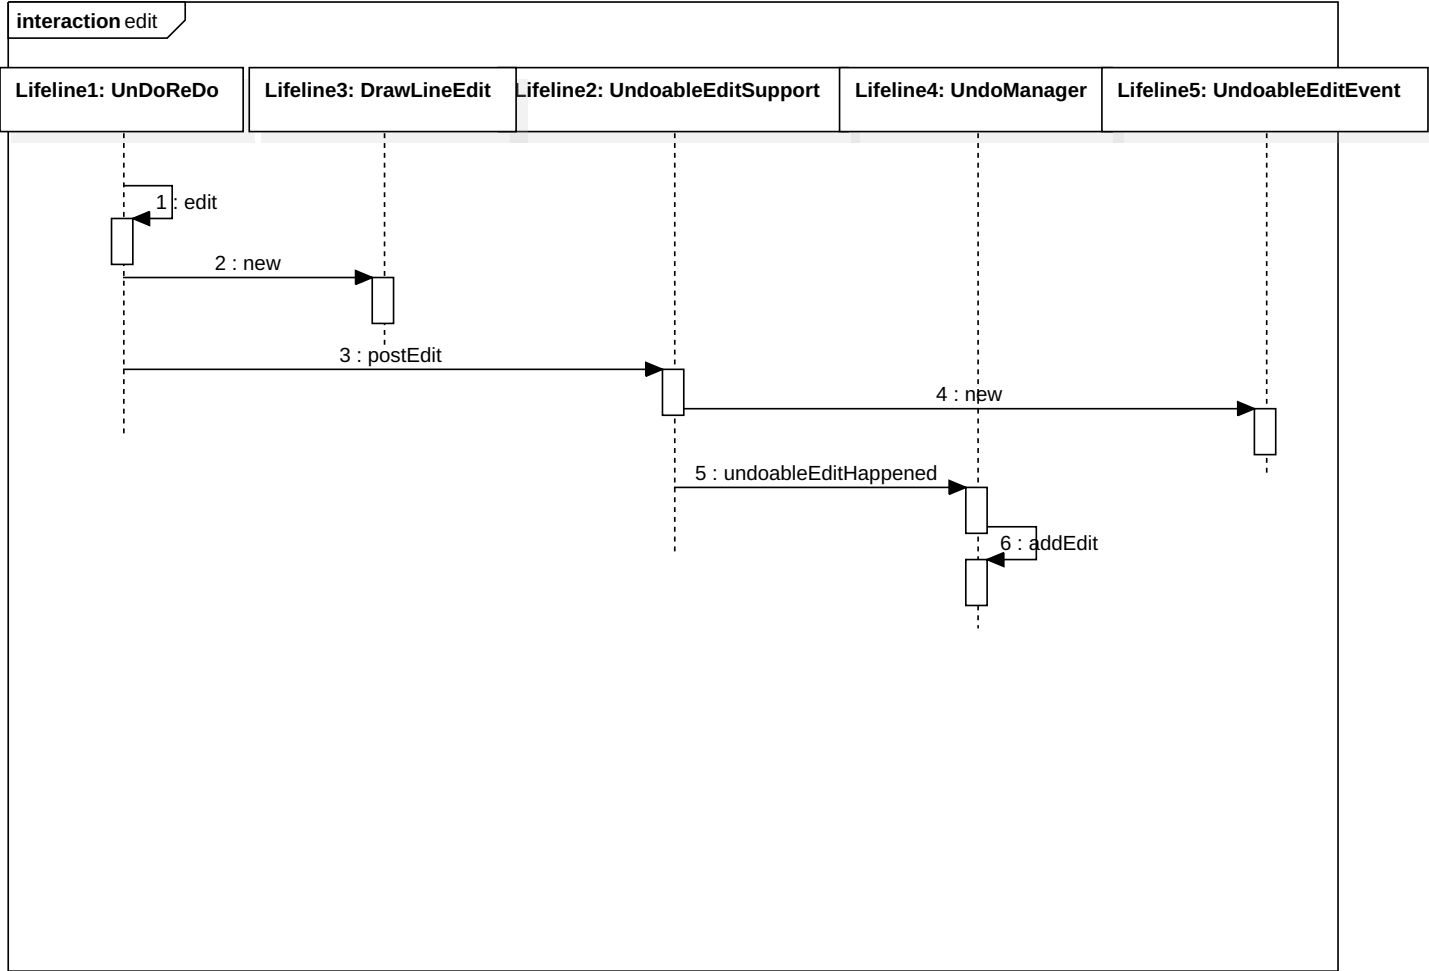 interaction edit
Lifeline1: UnDoReDo
Lifeline3: DrawLineEdit
Lifeline2: UndoableEditSupport
Lifeline4: UndoManager
Lifeline5: UndoableEditEvent
1 : edit
2 : new
3 : postEdit
4 : new
5 : undoableEditHappened
6 : addEdit